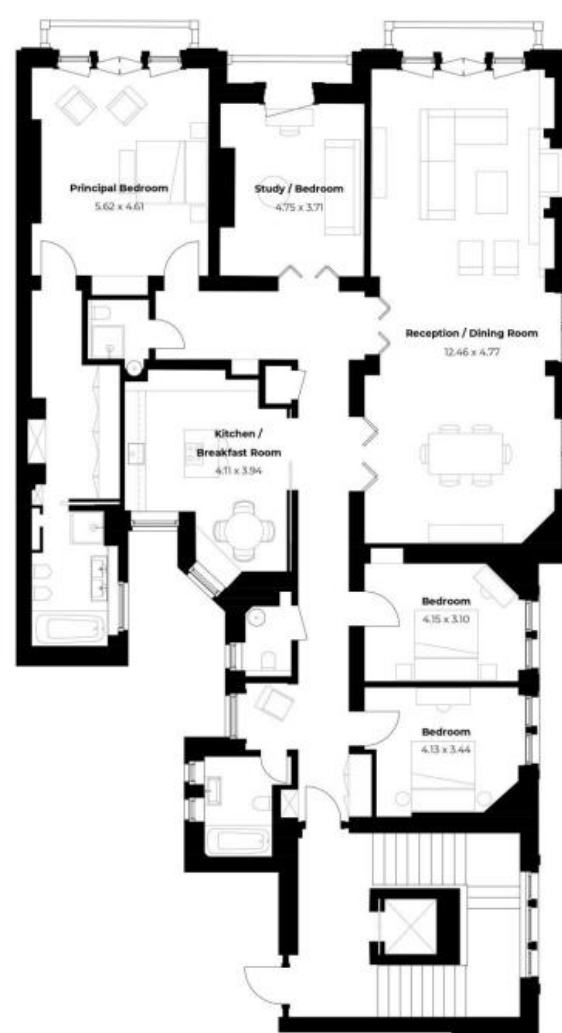 Principal Bedroom
5.62 x 4.61
Study / Bedroom
4.75 x 3.71
Reception / Dining Room
12.46 x 4.77
Kitchen /
Breakfast Room
4.11 x 3.94
Bedroom
4.15 x 3.10
Bedroom
4.13 x 3.44